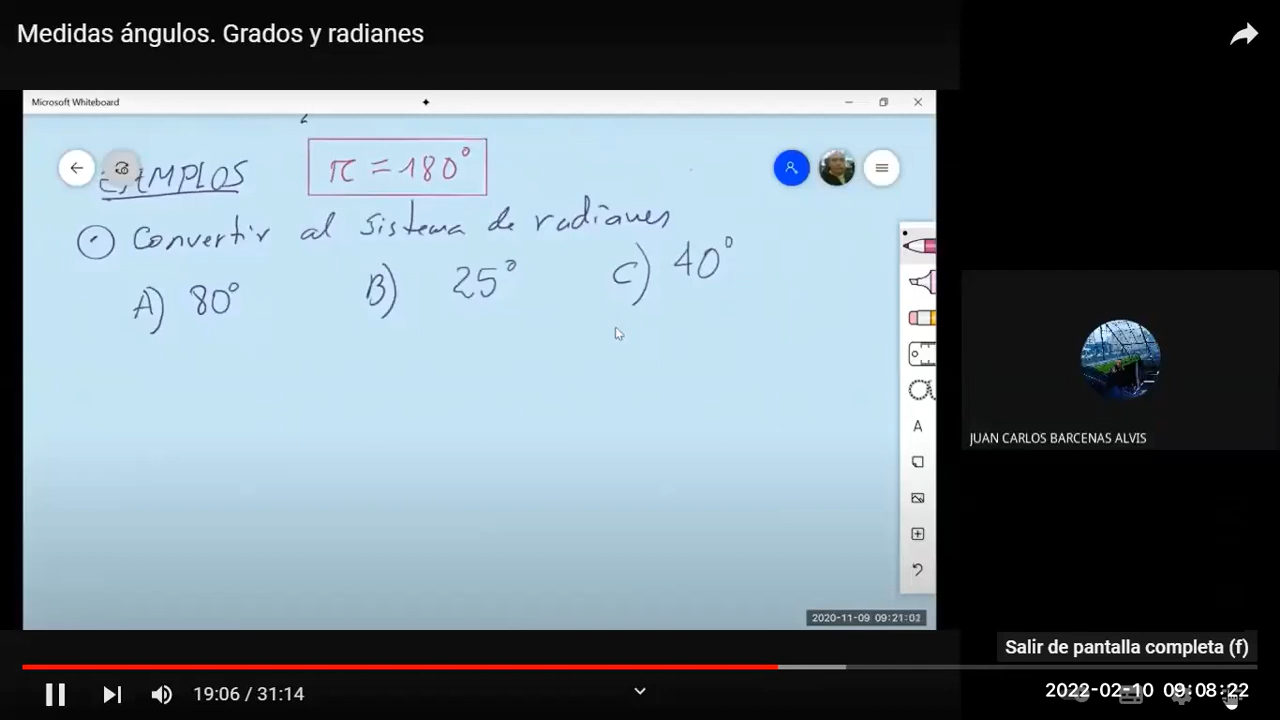 Medidas ángulos. Grados y radianes
Microsoft Whiteboard
EJEMPLOS
π = 180°
Convertir al sistema de radianes
A) 80° B) 25° C) 40°
A
JUAN CARLOS BARCENAS ALVIS
2020-11-09 09:21:02
Salir de pantalla completa (f)
19:06 / 31:14
2022-02-10 09:08:22